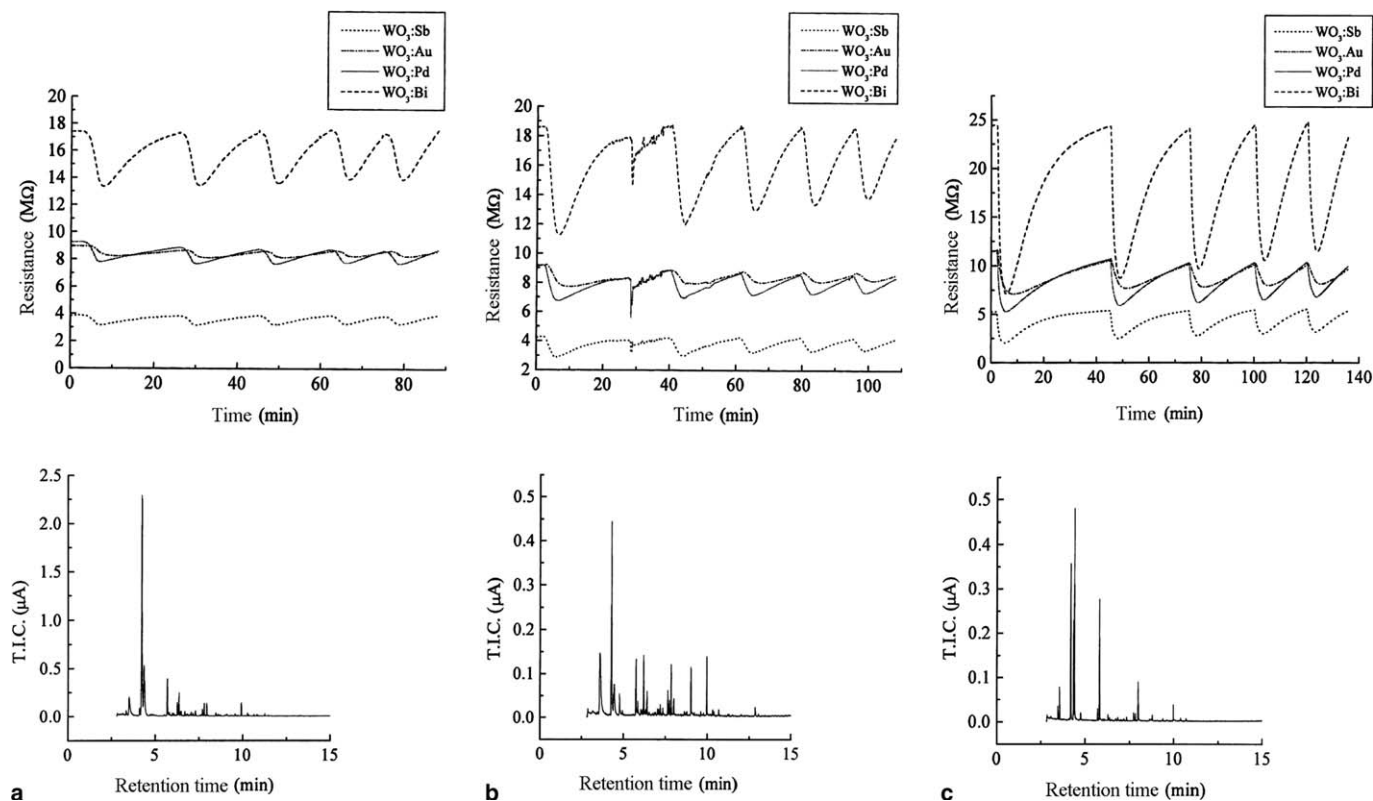 WO₃:Sb
WO₃:Au
WO₃:Pd
WO₃:Bi
20
18
16
14
12
10
8
6
4
2
0
Resistance (MΩ)
0 20 40 60 80
Time (min)
WO₃:Sb
WO₃:Au
WO₃:Pd
WO₃:Bi
20
18
16
14
12
10
8
6
4
2
Resistance (MΩ)
0 20 40 60 80 100
Time (min)
WO₃:Sb
WO₃:Au
WO₃:Pd
WO₃:Bi
25
20
15
10
5
0
Resistance (MΩ)
0 20 40 60 80 100 120 140
Time (min)
2.5
2.0
1.5
1.0
0.5
0.0
T.I.C. (μA)
0 5 10 15
Retention time (min)
a
0.5
0.4
0.3
0.2
0.1
0.0
T.I.C. (μA)
0 5 10 15
Retention time (min)
b
0.5
0.4
0.3
0.2
0.1
0.0
T.I.C. (μA)
0 5 10 15
Retention time (min)
c